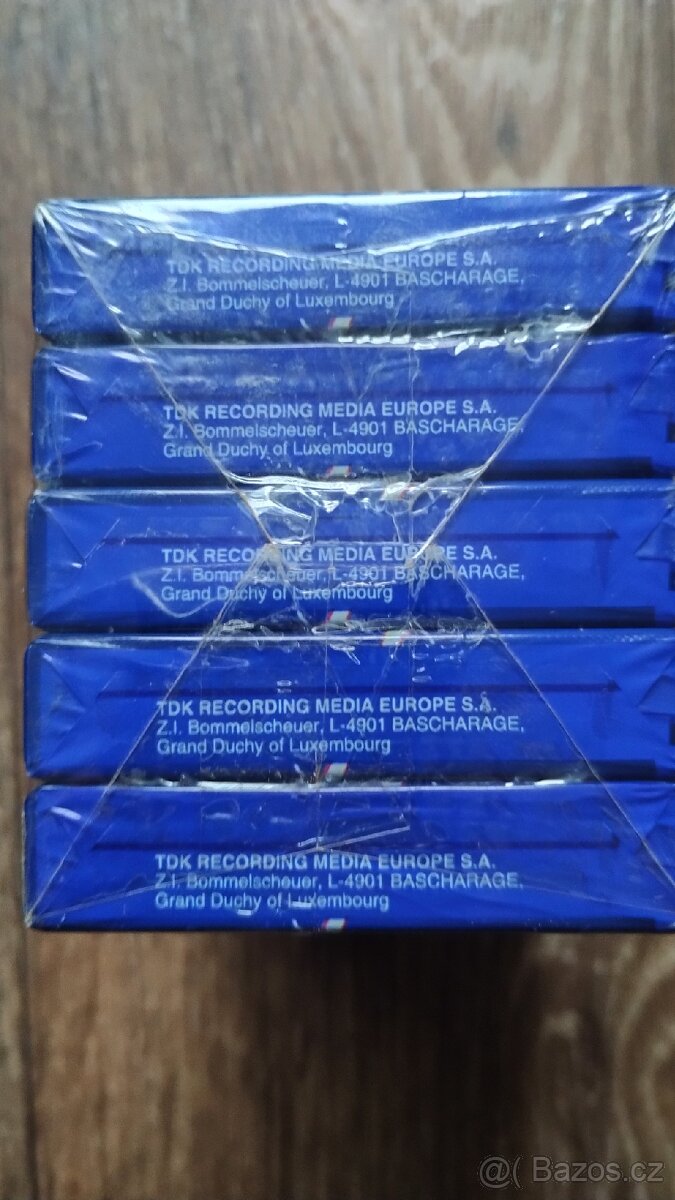 TDK RECORDING MEDIA EUROPE S.A.
Z.I. Bommelscheuer, L-4901 BASCHARAGE,
Grand Duchy of Luxembourg
TDK RECORDING MEDIA EUROPE S.A.
Z.I. Bommelscheuer, L-4901 BASCHARAGE,
Grand Duchy of Luxembourg
TDK RECORDING MEDIA EUROPE S.A.
Z.I. Bommelscheuer, L-4901 BASCHARAGE,
Grand Duchy of Luxembourg
TDK RECORDING MEDIA EUROPE S.A.
Z.I. Bommelscheuer, L-4901 BASCHARAGE,
Grand Duchy of Luxembourg
TDK RECORDING MEDIA EUROPE S.A.
Z.I. Bommelscheuer, L-4901 BASCHARAGE,
Grand Duchy of Luxembourg
@( Bazos.cz